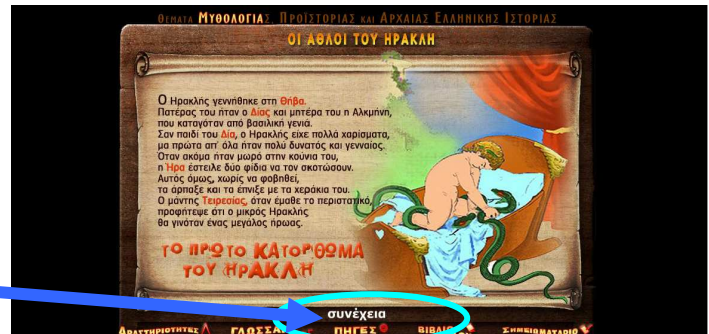 ΘΕΜΑΤΑ ΜΥΘΟΛΟΓΙΑΣ, ΠΡΟΪΣΤΟΡΙΑΣ ΚΑΙ ΑΡΧΑΙΑΣ ΕΛΛΗΝΙΚΗΣ ΙΣΤΟΡΙΑΣ
ΟΙ ΑΘΛΟΙ ΤΟΥ ΗΡΑΚΛΗ
Ο Ηρακλής γεννήθηκε στη Θήβα.
Πατέρας του ήταν ο Δίας και μητέρα του η Αλκμήνη,
που καταγόταν από βασιλική γενιά.
Σαν παιδί του Δία, ο Ηρακλής είχε πολλά χαρίσματα,
μα πρώτα απ' όλα ήταν πολύ δυνατός και γενναίος.
Όταν ακόμα ήταν μωρό στην κούνια του,
η Ήρα έστειλε δύο φίδια να τον σκοτώσουν.
Αυτός όμως, χωρίς να φοβηθεί,
τα άρπαξε και τα έπνιξε με τα χεράκια του.
Ο μάντης Τειρεσίας, όταν έμαθε το περιστατικό,
προφήτεψε ότι ο μικρός Ηρακλής
θα γινόταν ένας μεγάλος ήρωας.
ΤΟ ΠΡΩΤΟ ΚΑΤΟΡΘΩΜΑ
ΤΟΥ ΗΡΑΚΛΗ
συνέχεια
ΔΡΑΣΤΗΡΙΟΤΗΤΕΣ ΓΛΩΣΣΑ ΠΗΓΕΣ ΒΙΒΛΙΟ ΣΗΜΕΙΩΜΑΤΑΡΙΟ